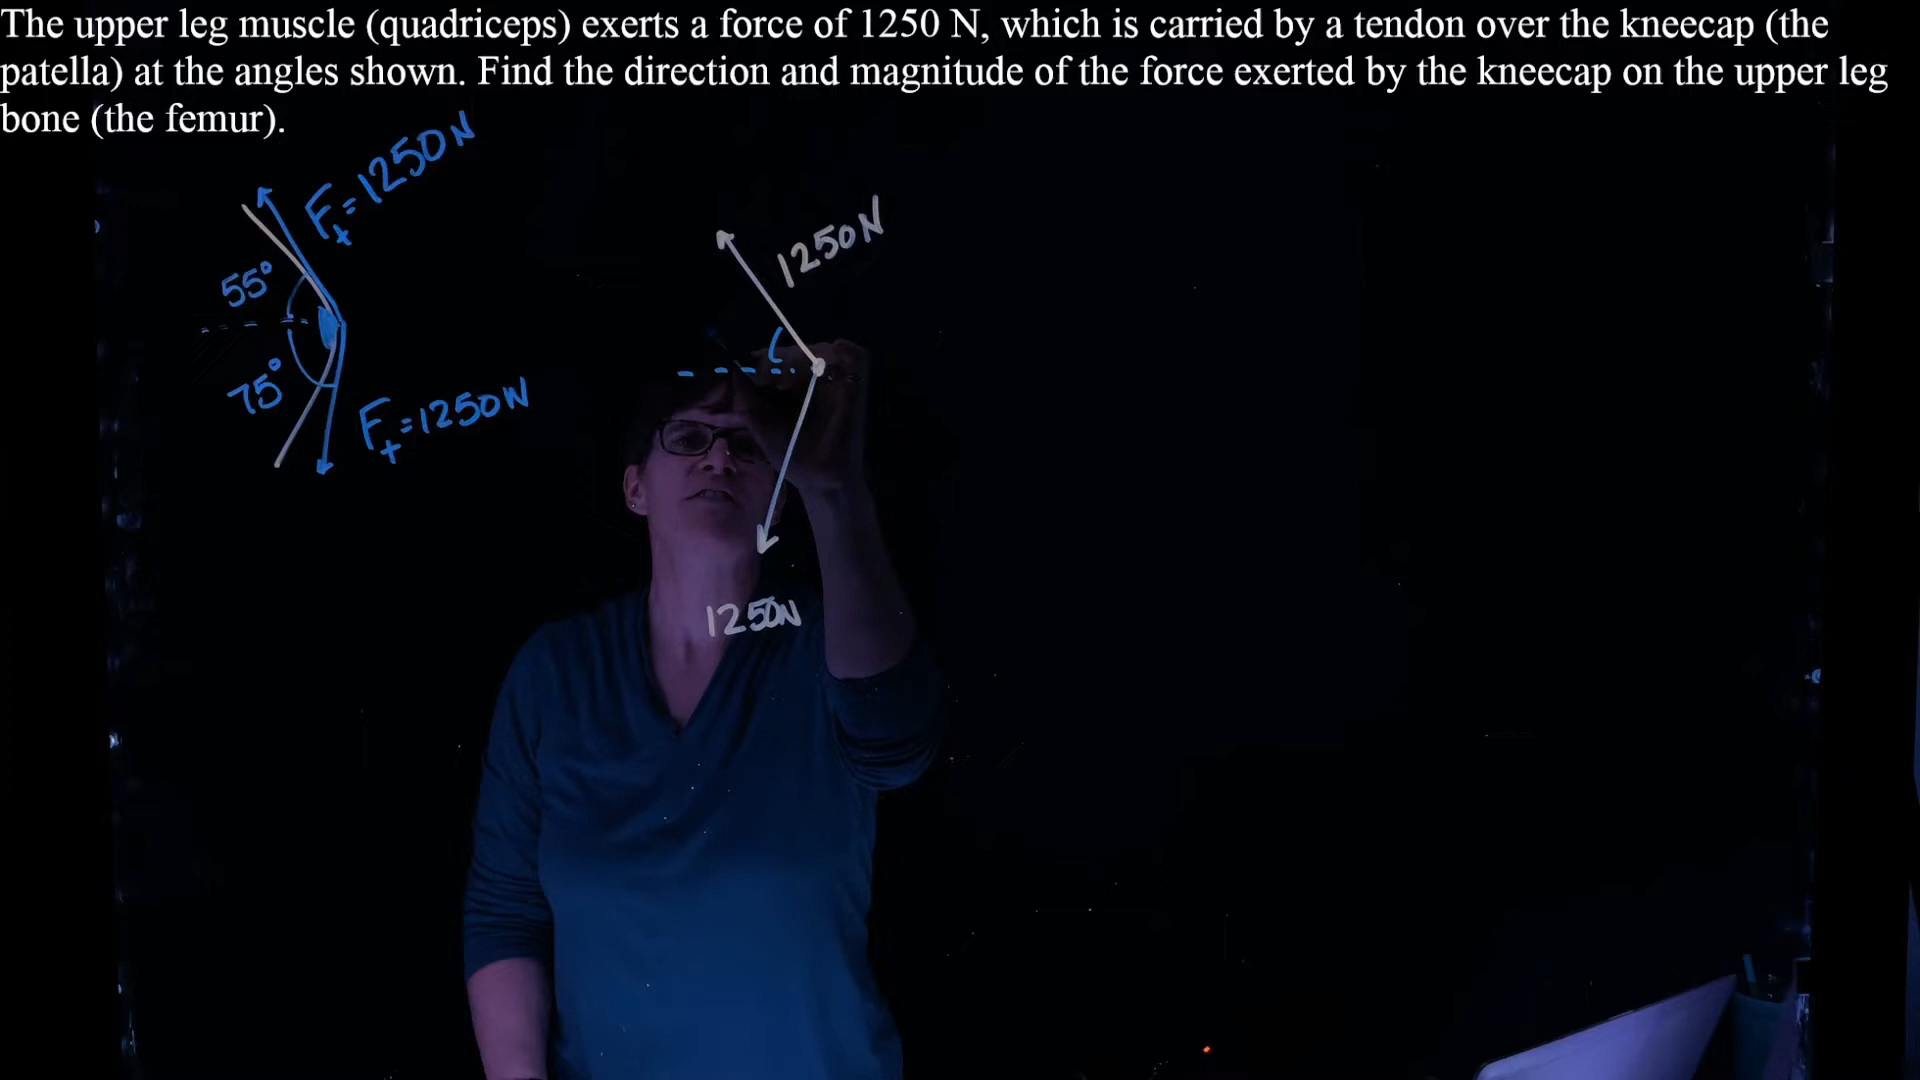 The upper leg muscle (quadriceps) exerts a force of 1250 N, which is carried by a tendon over the kneecap (the
patella) at the angles shown. Find the direction and magnitude of the force exerted by the kneecap on the upper leg
bone (the femur).
F+=1250N
55°
75°
F+=1250N
1250N
1250N